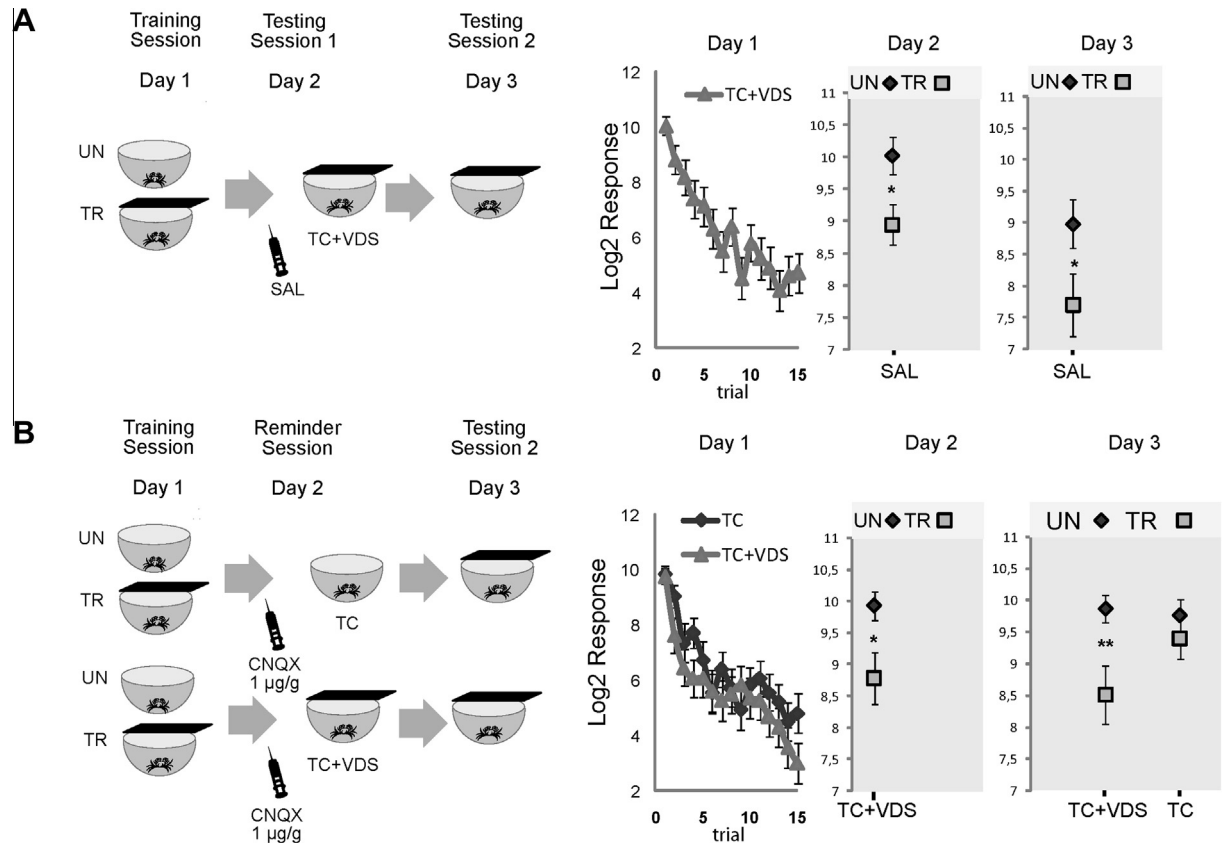 A
Training Session
Testing Session 1
Testing Session 2
Day 1
Day 2
Day 3
UN
TR
SAL
TC+VDS
Day 1
Day 2
Day 3
Log2 Response
12
10
8
6
4
2
0
5
10
15
trial
TC+VDS
UN TR
11
10,5
10
9,5
9
8,5
8
7,5
7
*
SAL
UN TR
11
10,5
10
9,5
9
8,5
8
7,5
7
*
SAL
B
Training Session
Reminder Session
Testing Session 2
Day 1
Day 2
Day 3
UN
TR
CNQX
1 µg/g
TC
UN
TR
CNQX
1 µg/g
TC+VDS
Day 1
Day 2
Day 3
Log2 Response
12
10
8
6
4
2
0
5
10
15
trial
TC
TC+VDS
UN TR
11
10,5
10
9,5
9
8,5
8
7,5
7
*
TC+VDS
UN TR
11
10,5
10
9,5
9
8,5
8
7,5
7
**
TC+VDS
TC